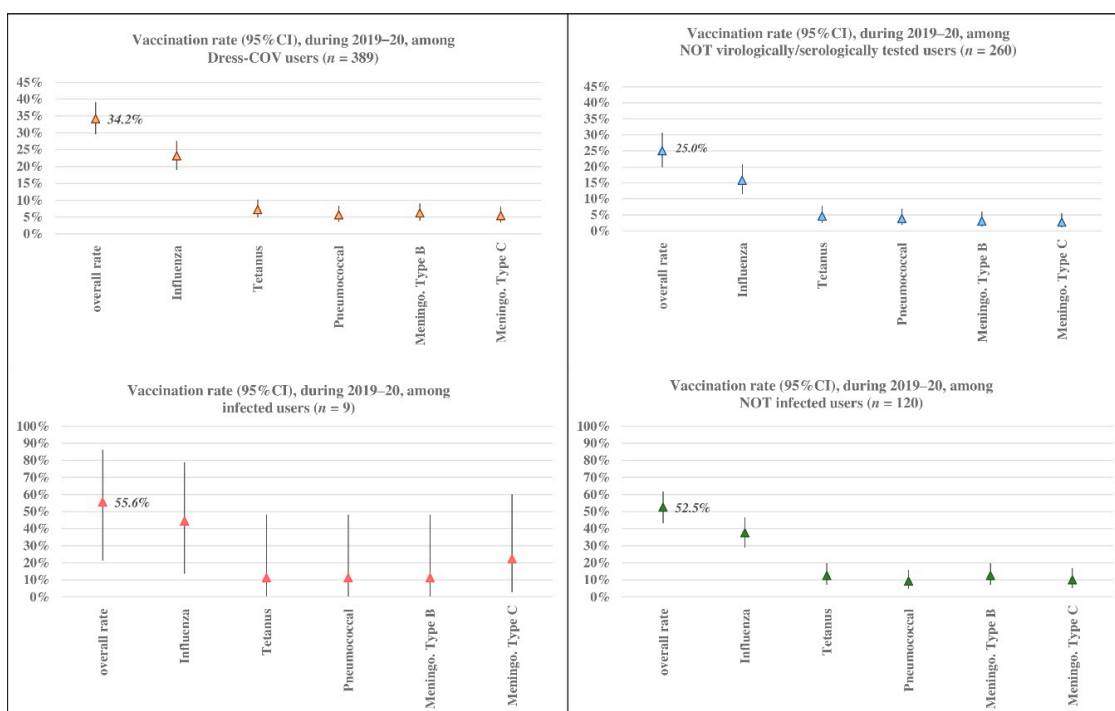 Vaccination rate (95%CI), during 2019–20, among
Dress-COV users (n = 389)
45%
40%
35%
30%
25%
20%
15%
10%
5%
0%
34.2%
overall rate
Influenza
Tetanus
Pneumococcal
Meningo. Type B
Meningo. Type C
Vaccination rate (95%CI), during 2019–20, among
NOT virologically/serologically tested users (n = 260)
45%
40%
35%
30%
25%
20%
15%
10%
5%
0%
25.0%
overall rate
Influenza
Tetanus
Pneumococcal
Meningo. Type B
Meningo. Type C
Vaccination rate (95%CI), during 2019–20, among
infected users (n = 9)
100%
90%
80%
70%
60%
50%
40%
30%
20%
10%
0%
55.6%
overall rate
Influenza
Tetanus
Pneumococcal
Meningo. Type B
Meningo. Type C
Vaccination rate (95%CI), during 2019–20, among
NOT infected users (n = 120)
100%
90%
80%
70%
60%
50%
40%
30%
20%
10%
0%
52.5%
overall rate
Influenza
Tetanus
Pneumococcal
Meningo. Type B
Meningo. Type C